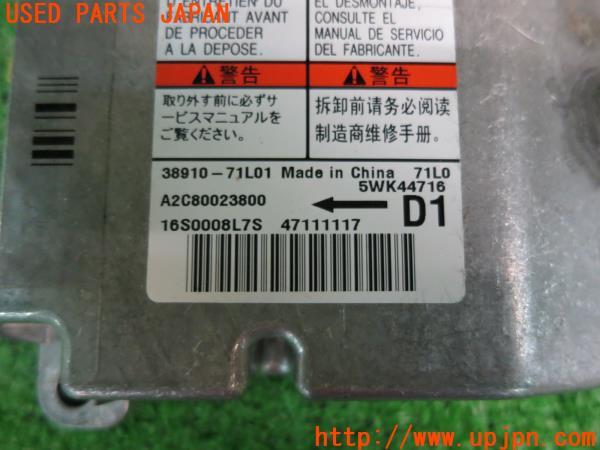 USED PARTS JAPAN
AVANT
DE PROCEDER
A LA DEPOSE.
EL DESMONTAJE,
CONSULTE EL
MANUAL DE SERVICIO
DEL FABRICANTE.
警告
警告
取り外す前に必ずサ
ービスマニュアルを
ご覧ください。
拆卸前请务必阅读
制造商维修手册.
38910-71L01 Made in China 71L0
5WK44716
A2C80023800
D1
16S0008L7S 47111117
http://www.upjpn.com/